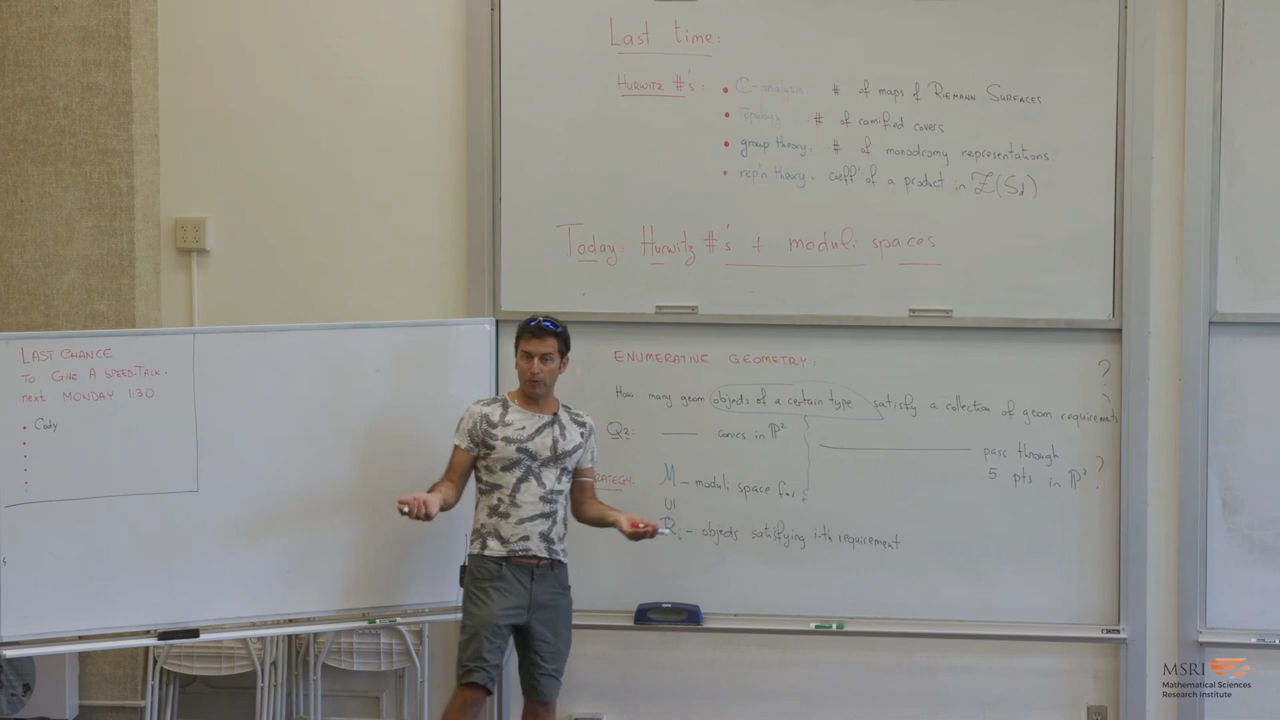 Last time:
HURWITZ #'s: • ℂ-analysis # of maps of RIEMANN SURFACES
• Topology. # of ramified covers
• group theory. # of monodromy representations
• rep'n theory. coeff' of a product in Z(S_d)
Today: Hurwitz #'s + moduli spaces
LAST CHANCE
TO GIVE A SPEED-TALK.
next MONDAY 1:30
• Cody
ENUMERATIVE GEOMETRY:
How many geom objects of a certain type satisfy a collection of geom requirements ?
Q2: —— conics in ℙ² —— pass through
5 pts in ℙ² ?
RATEGY: M – moduli space for
UI
R_i – objects satisfying i-th requirement
MSRI
Mathematical Sciences
Research Institute